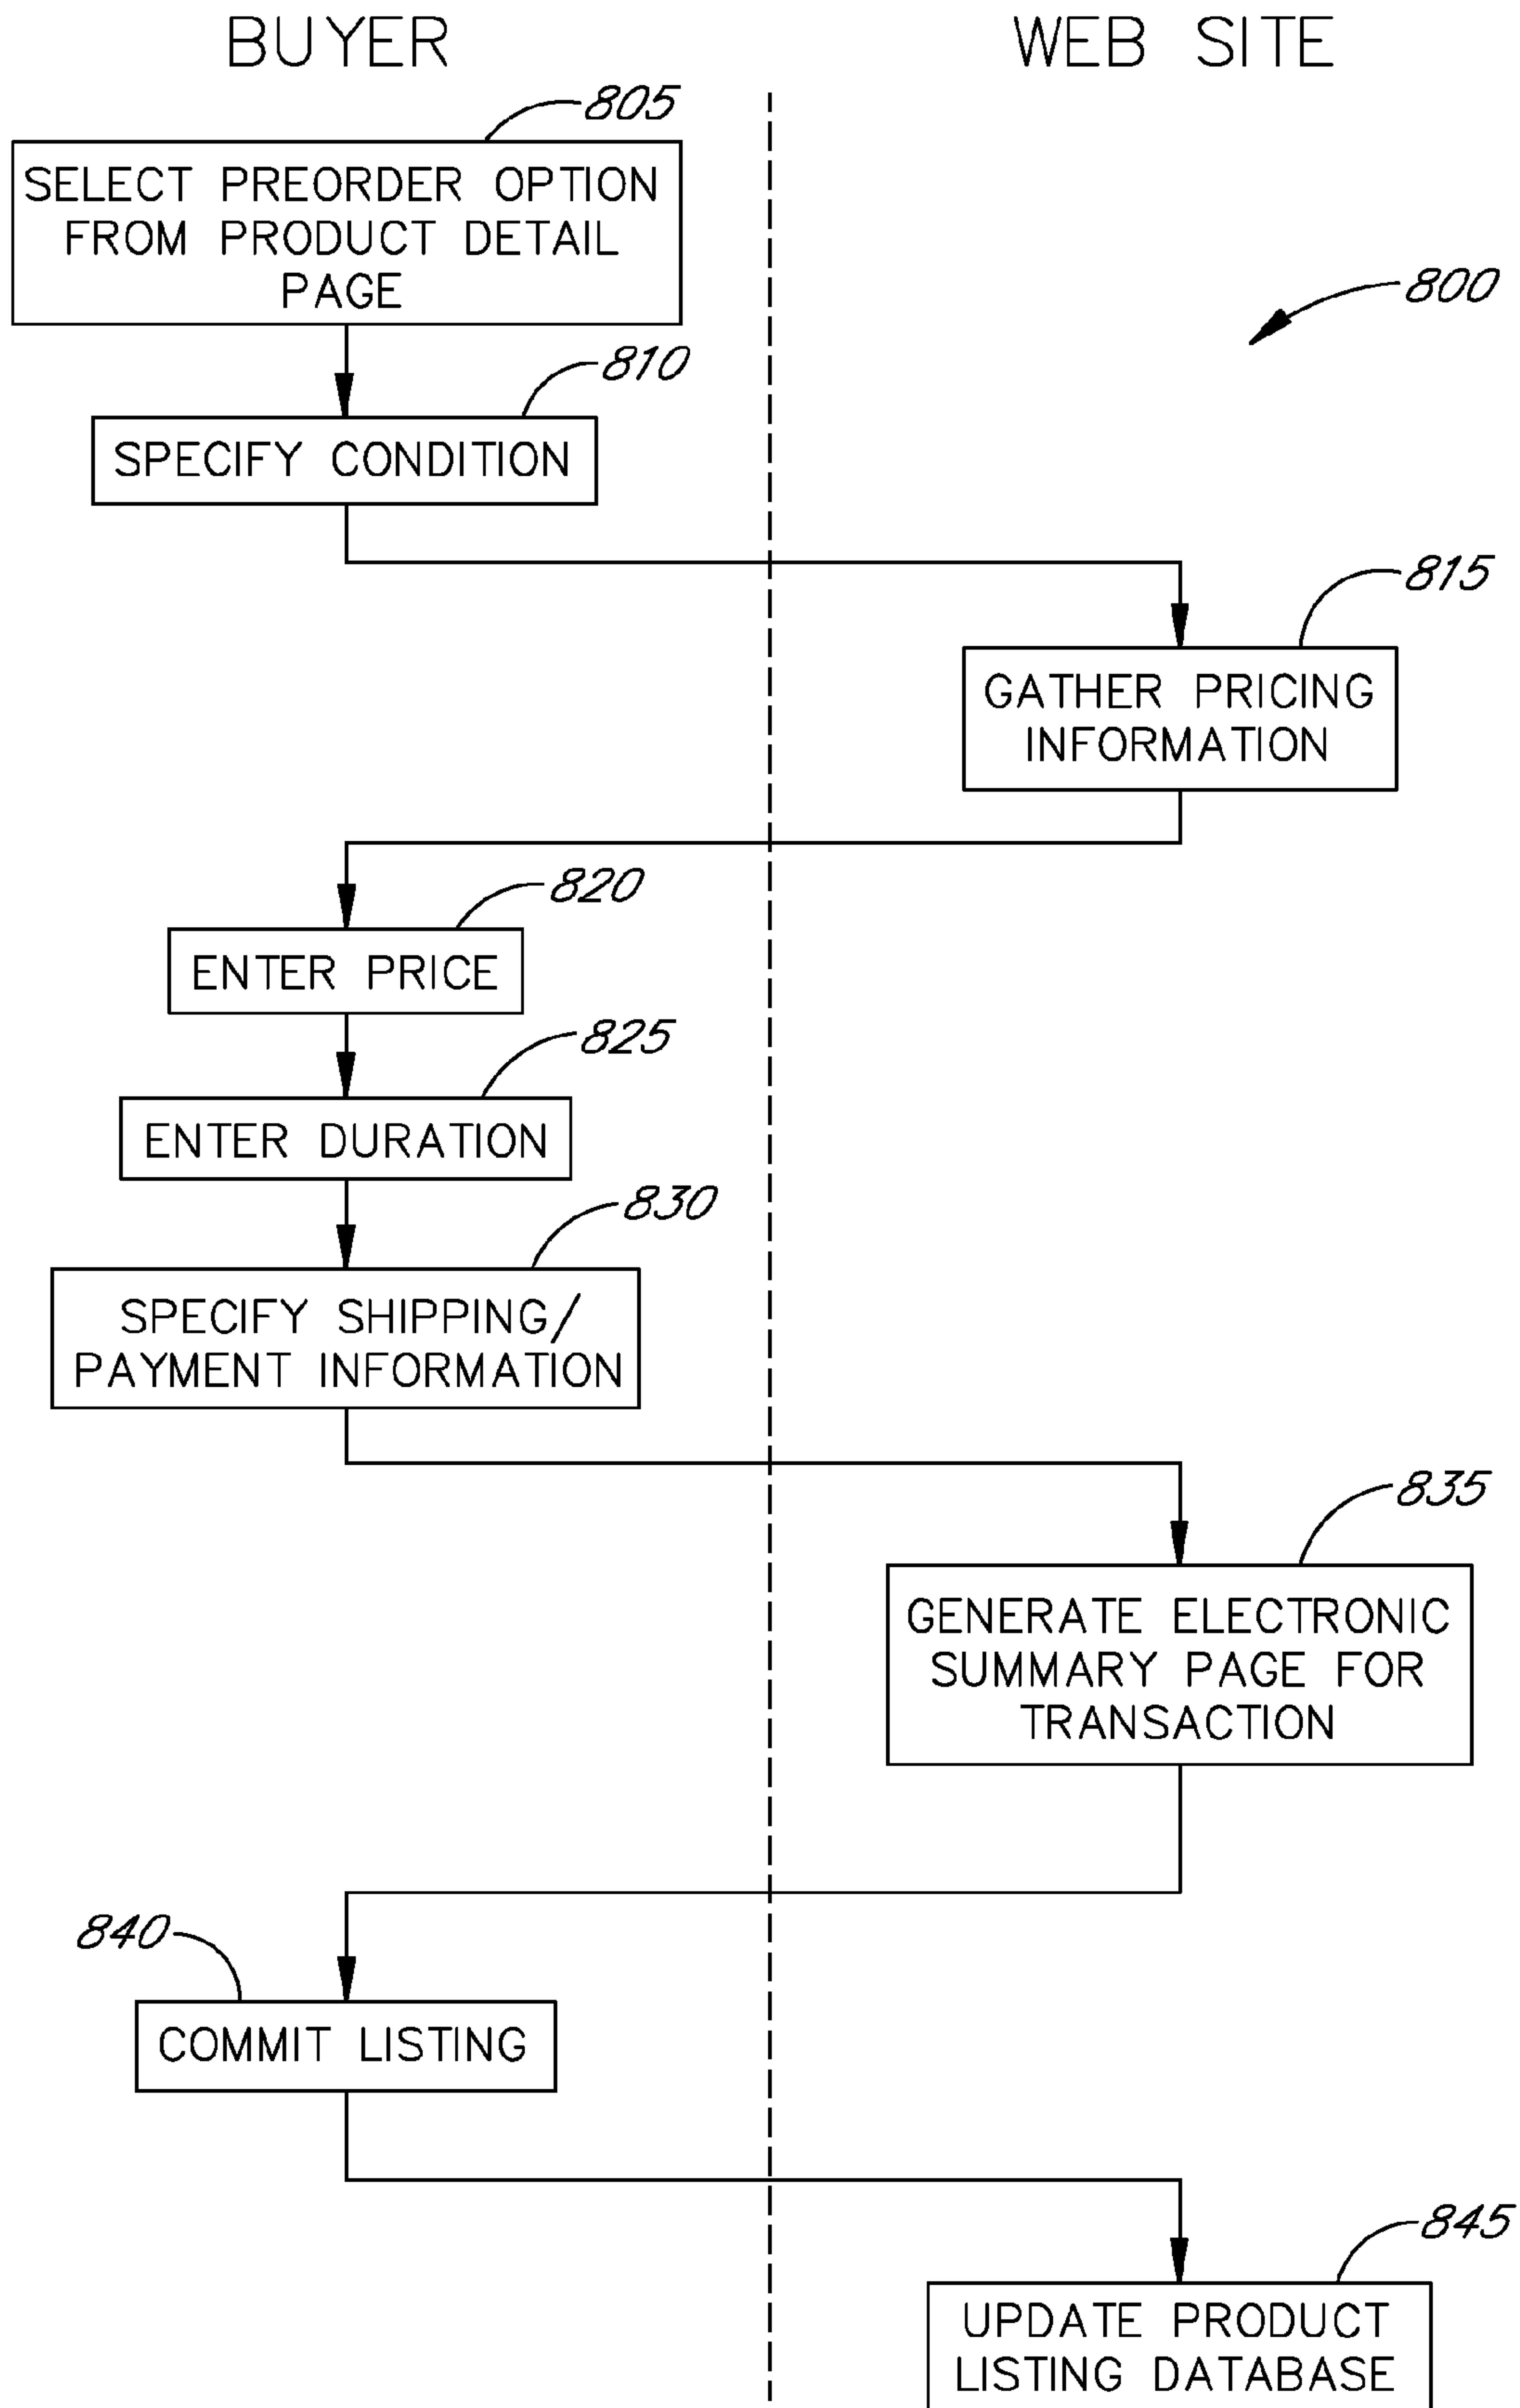 BUYER
WEB SITE
805
SELECT PREORDER OPTION
FROM PRODUCT DETAIL
PAGE
800
810
SPECIFY CONDITION
815
GATHER PRICING
INFORMATION
820
ENTER PRICE
825
ENTER DURATION
830
SPECIFY SHIPPING/
PAYMENT INFORMATION
835
GENERATE ELECTRONIC
SUMMARY PAGE FOR
TRANSACTION
840
COMMIT LISTING
845
UPDATE PRODUCT
LISTING DATABASE